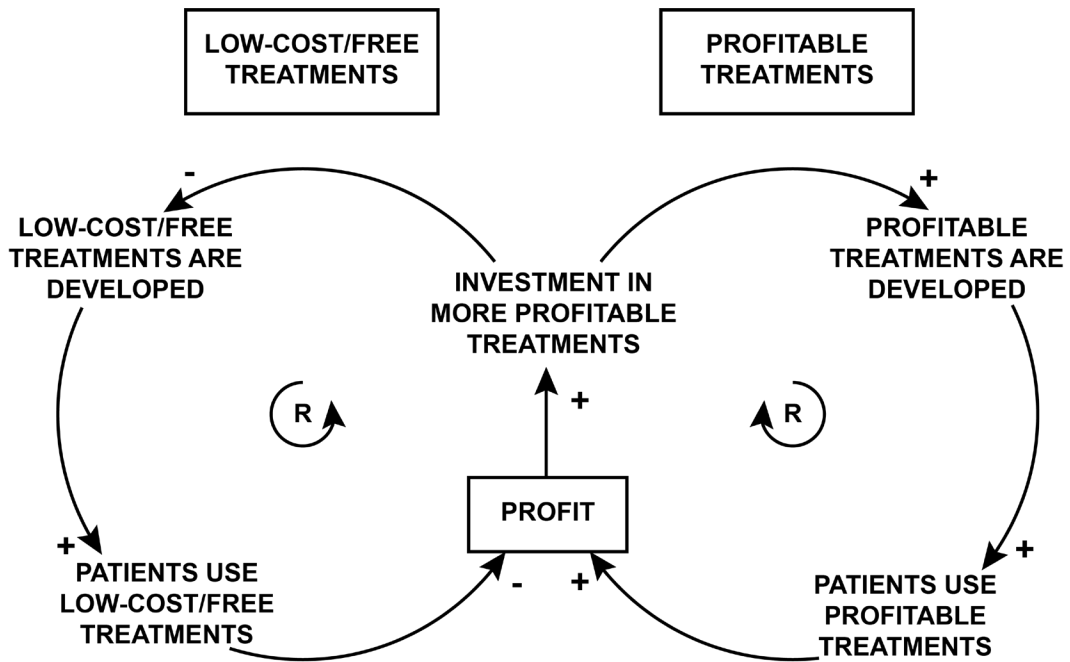 LOW-COST/FREE
TREATMENTS
PROFITABLE
TREATMENTS
-
+
LOW-COST/FREE
TREATMENTS ARE
DEVELOPED
PROFITABLE
TREATMENTS ARE
DEVELOPED
INVESTMENT IN
MORE PROFITABLE
TREATMENTS
R
+
R
PROFIT
+
+
-
+
PATIENTS USE
LOW-COST/FREE
TREATMENTS
PATIENTS USE
PROFITABLE
TREATMENTS